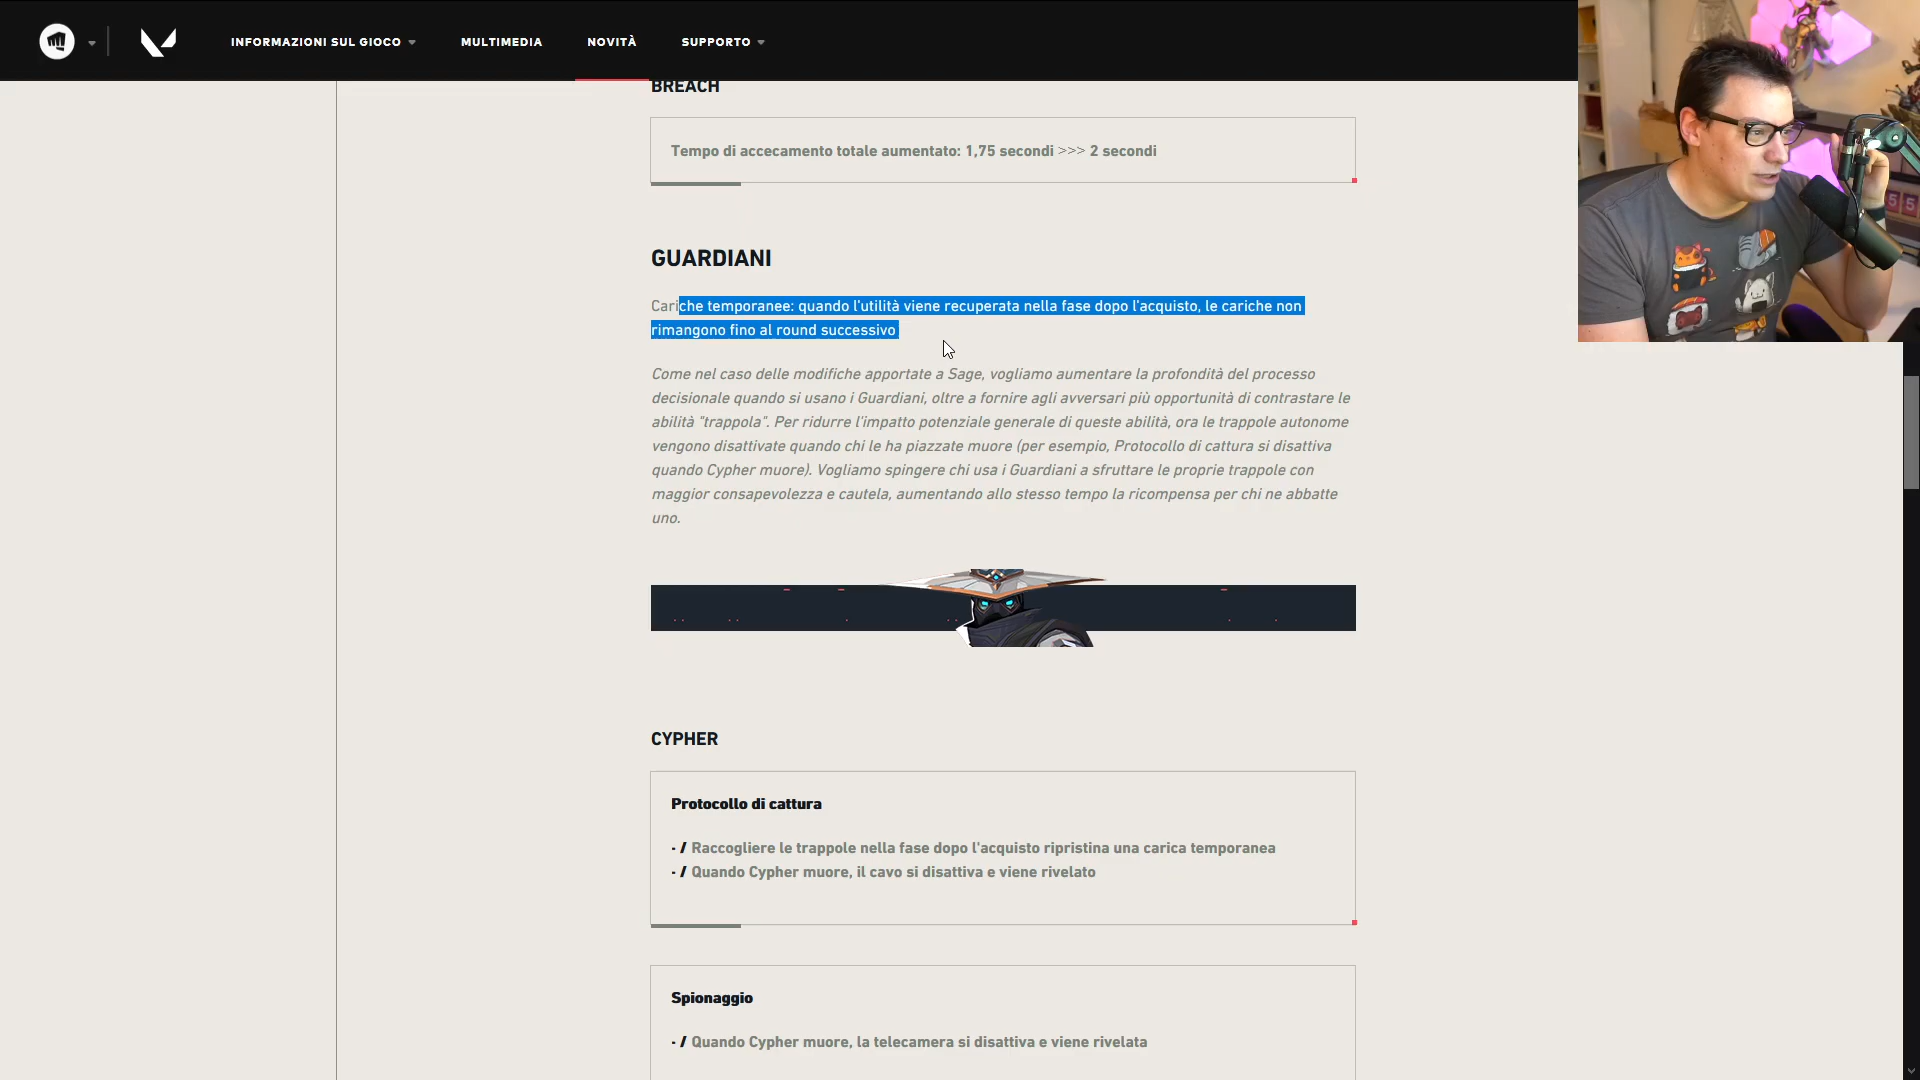 INFORMAZIONI SUL GIOCO
MULTIMEDIA
NOVITÀ
SUPPORTO
BREACH
Tempo di accecamento totale aumentato: 1,75 secondi >>> 2 secondi
GUARDIANI
Cariche temporanee: quando l'utilità viene recuperata nella fase dopo l'acquisto, le cariche non
rimangono fino al round successivo
Come nel caso delle modifiche apportate a Sage, vogliamo aumentare la profondità del processo
decisionale quando si usano i Guardiani, oltre a fornire agli avversari più opportunità di contrastare le
abilità "trappola". Per ridurre l'impatto potenziale generale di queste abilità, ora le trappole autonome
vengono disattivate quando chi le ha piazzate muore (per esempio, Protocollo di cattura si disattiva
quando Cypher muore). Vogliamo spingere chi usa i Guardiani a sfruttare le proprie trappole con
maggior consapevolezza e cautela, aumentando allo stesso tempo la ricompensa per chi ne abbatte
uno.
CYPHER
Protocollo di cattura
- / Raccogliere le trappole nella fase dopo l'acquisto ripristina una carica temporanea
- / Quando Cypher muore, il cavo si disattiva e viene rivelato
Spionaggio
- / Quando Cypher muore, la telecamera si disattiva e viene rivelata